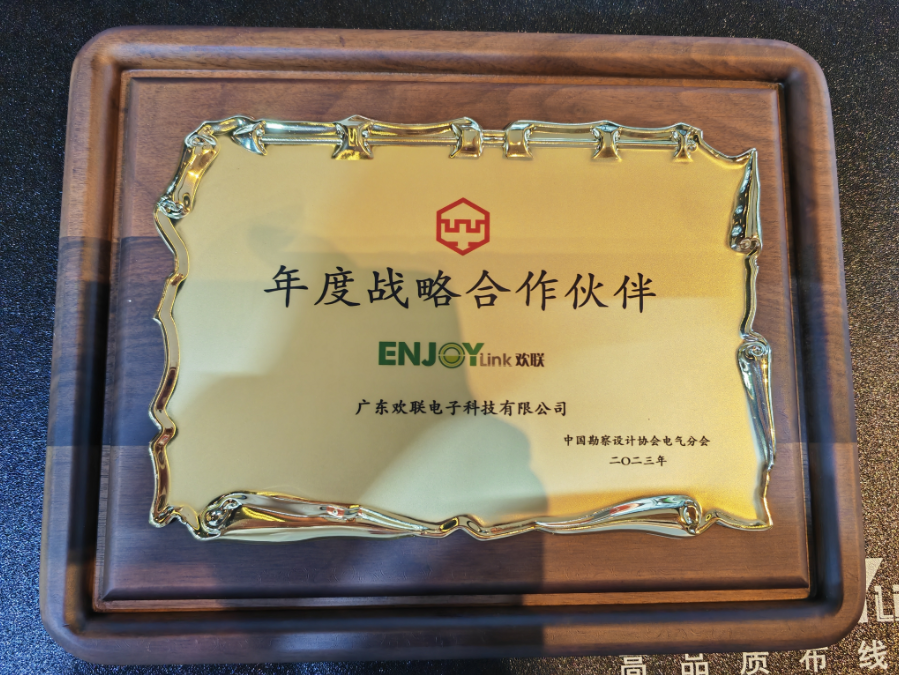 年度战略合作伙伴
ENJOYLink 欢联
广东欢联电子科技有限公司
中国勘察设计协会电气分会
二〇二三年
高品质布线